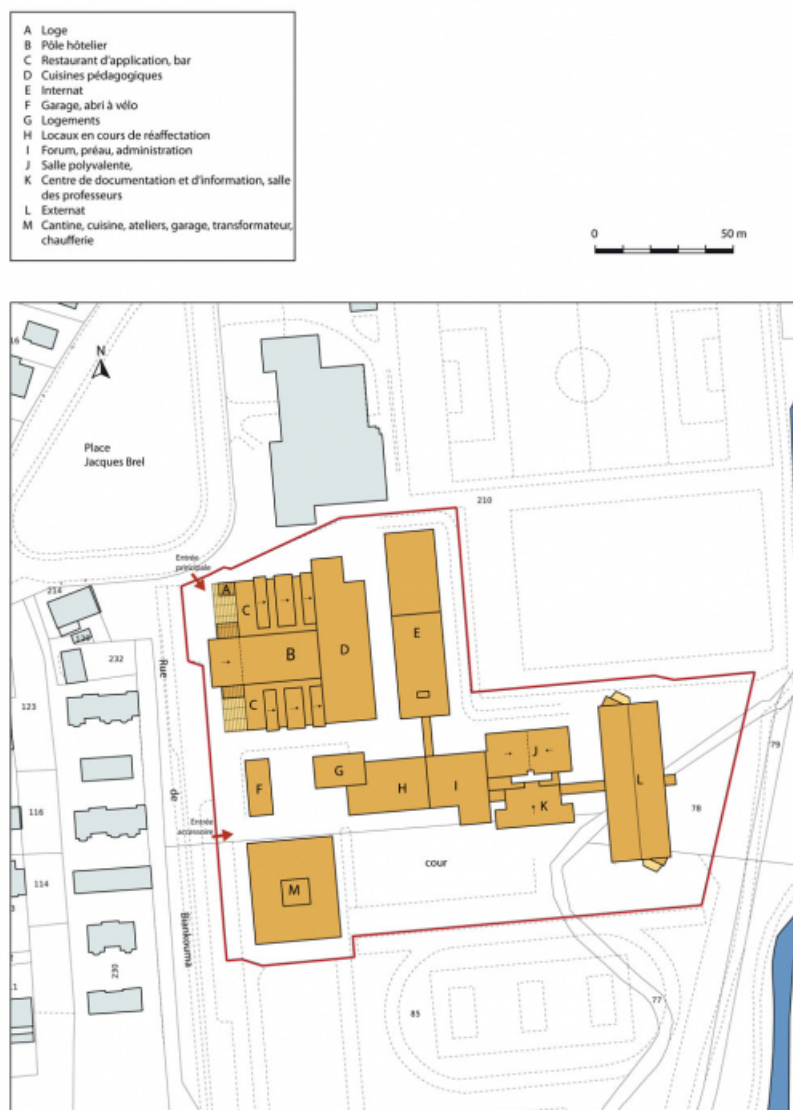 A Loge
B Pôle hôtelier
C Restaurant d'application, bar
D Cuisines pédagogiques
E Internat
F Garage, abri à vélo
G Logements
H Locaux en cours de réaffectation
I Forum, préau, administration
J Salle polyvalente,
K Centre de documentation et d'information, salle
des professeurs
L Externat
M Cantine, cuisine, ateliers, garage, transformateur,
chaufferie
0 50 m
N
Place
Jacques Brel
210
Entrée
principale
214
A
C
B
D
E
232
Rue
123
C
79
J
F
G
H
I
K
L
78
116
de
Entrée
accessoire
cour
114
M
Biankouma
230
85
77